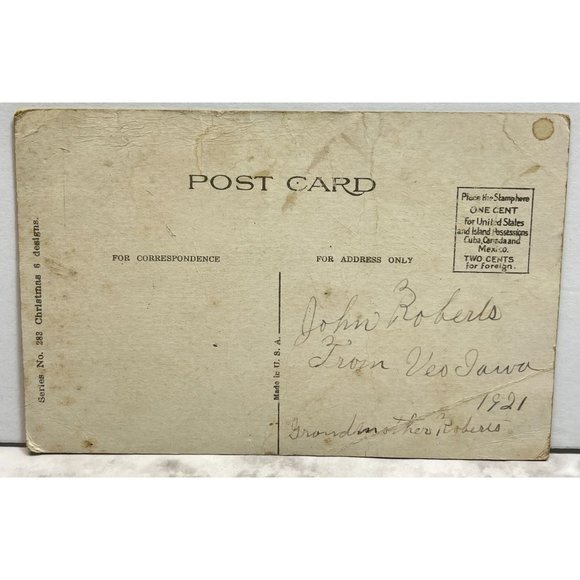 POST CARD
Place the Stamp here
ONE CENT
For United States
and Island Possessions
Cuba, Canada and
Mexico.
TWO CENTS
for foreign.
FOR CORRESPONDENCE
FOR ADDRESS ONLY
Series No. 283 Christmas 6 designs.
Made in U. S. A.
John Roberts
From Veo Iowa
1921
Grandmother Roberts